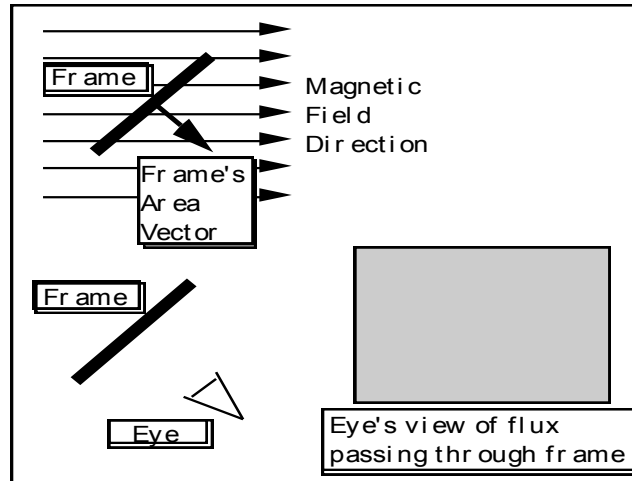 Frame
Magnetic
Field
Direction
Frame's
Area
Vector
Frame
Eye
Eye's view of flux
passing through frame